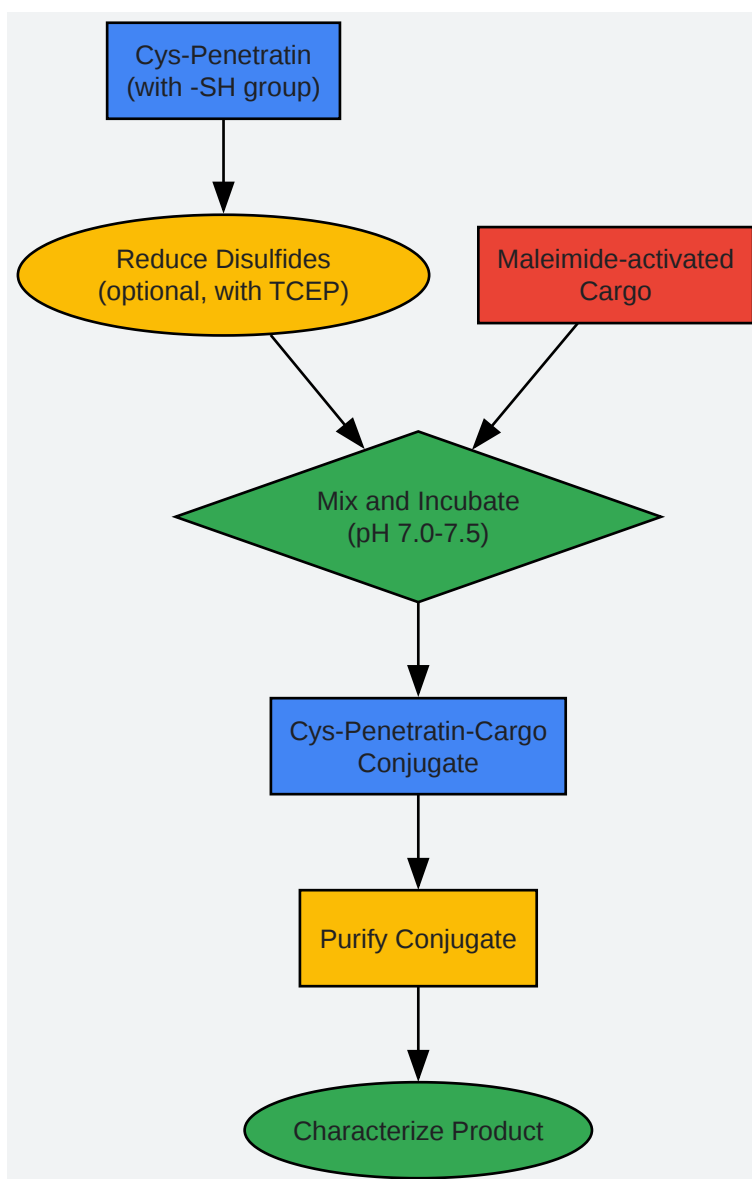 Cys-Penetratin
(with -SH group)
Reduce Disulfides
(optional, with TCEP)
Maleimide-activated
Cargo
Mix and Incubate
(pH 7.0-7.5)
Cys-Penetratin-Cargo
Conjugate
Purify Conjugate
Characterize Product